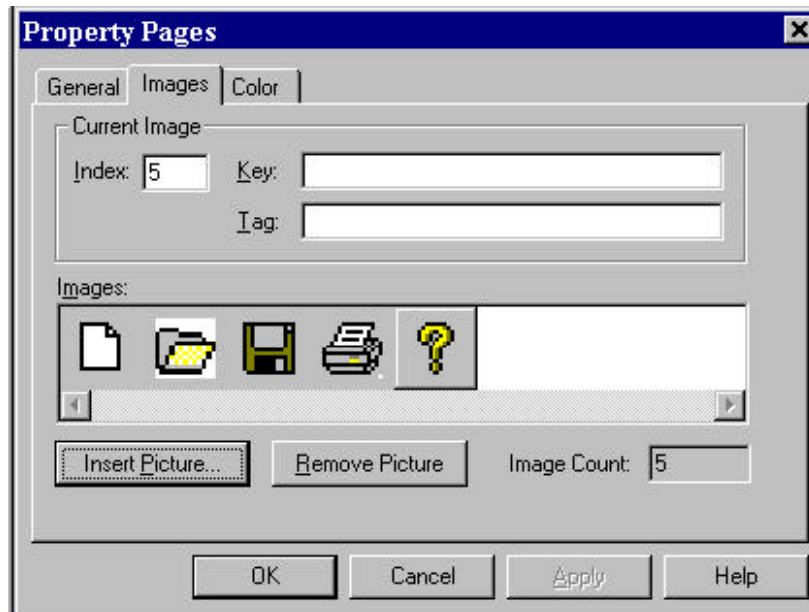 Property Pages
General Images Color
Current Image
Index: 5 Key:
Tag:
Images:
Insert Picture... Remove Picture Image Count: 5
OK Cancel Apply Help